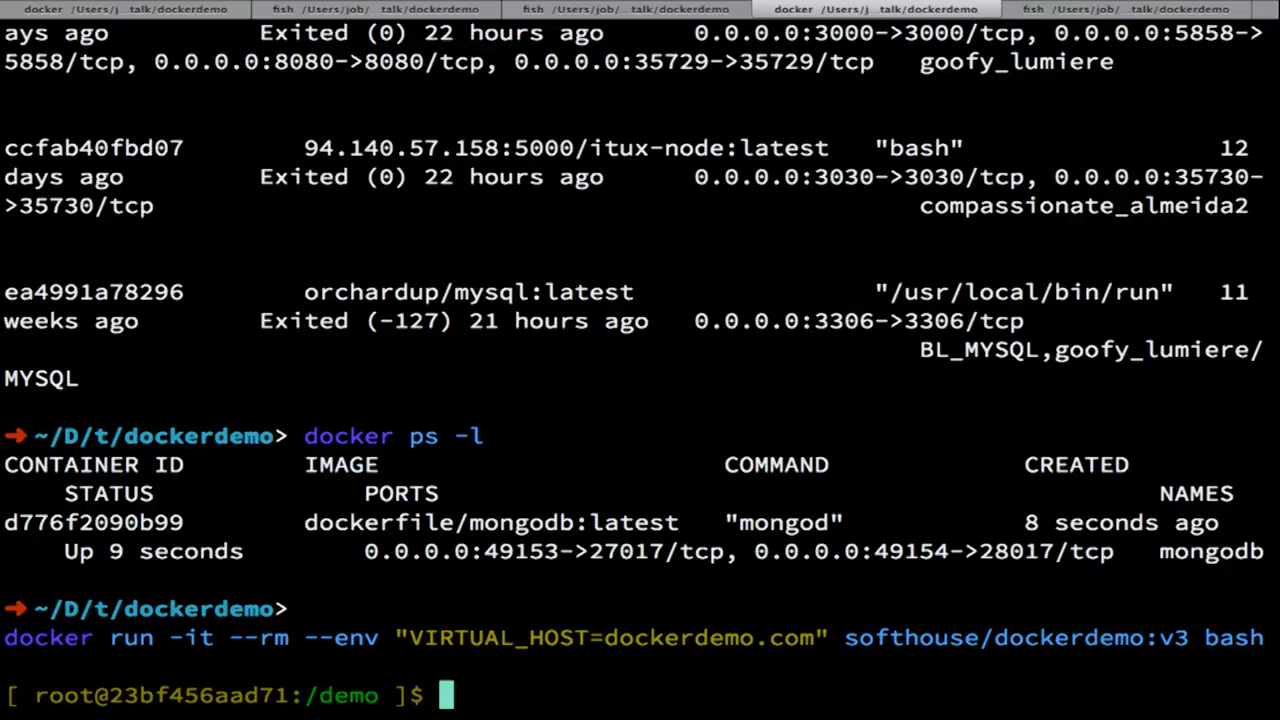 docker /Users/j...talk/dockerdemo fish /Users/job/...talk/dockerdemo fish /Users/job/...talk/dockerdemo docker /Users/j...talk/dockerdemo fish /Users/job/...talk/dockerdemo
ays ago Exited (0) 22 hours ago 0.0.0.0:3000->3000/tcp, 0.0.0.0:5858->
5858/tcp, 0.0.0.0:8080->8080/tcp, 0.0.0.0:35729->35729/tcp goofy_lumiere
ccfab40fbd07 94.140.57.158:5000/itux-node:latest "bash" 12
days ago Exited (0) 22 hours ago 0.0.0.0:3030->3030/tcp, 0.0.0.0:35730-
>35730/tcp compassionate_almeida2
ea4991a78296 orchardup/mysql:latest "/usr/local/bin/run" 11
weeks ago Exited (-127) 21 hours ago 0.0.0.0:3306->3306/tcp
BL_MYSQL,goofy_lumiere/
MYSQL
➜ ~/D/t/dockerdemo> docker ps -l
CONTAINER ID IMAGE COMMAND CREATED
STATUS PORTS NAMES
d776f2090b99 dockerfile/mongodb:latest "mongod" 8 seconds ago
Up 9 seconds 0.0.0.0:49153->27017/tcp, 0.0.0.0:49154->28017/tcp mongodb
➜ ~/D/t/dockerdemo>
docker run -it --rm --env "VIRTUAL_HOST=dockerdemo.com" softhouse/dockerdemo:v3 bash
[ root@23bf456aad71:/demo ]$